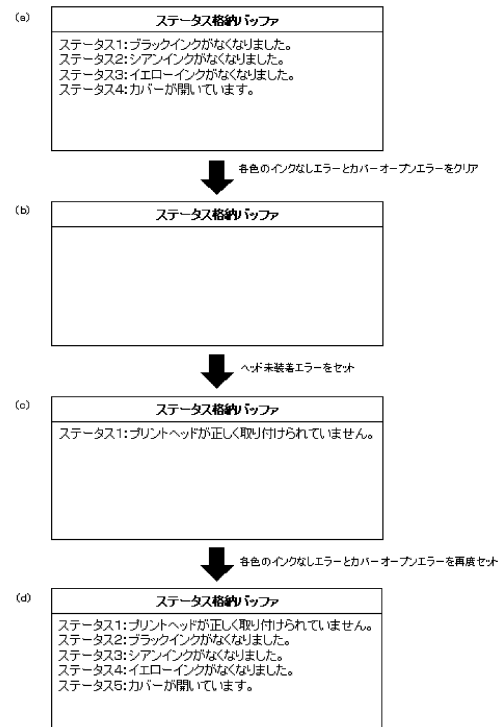 (a)
ステータス格納バッファ
ステータス1:ブラックインクがなくなりました。
ステータス2:シアンインクがなくなりました。
ステータス3:イエローインクがなくなりました。
ステータス4:カバーが開いています。
各色のインクなしエラーとカバーオープンエラーをクリア
(b)
ステータス格納バッファ
ヘッド未装着エラーをセット
(c)
ステータス格納バッファ
ステータス1:プリントヘッドが正しく取り付けられていません。
各色のインクなしエラーとカバーオープンエラーを再度セット
(d)
ステータス格納バッファ
ステータス1:プリントヘッドが正しく取り付けられていません。
ステータス2:ブラックインクがなくなりました。
ステータス3:シアンインクがなくなりました。
ステータス4:イエローインクがなくなりました。
ステータス5:カバーが開いています。